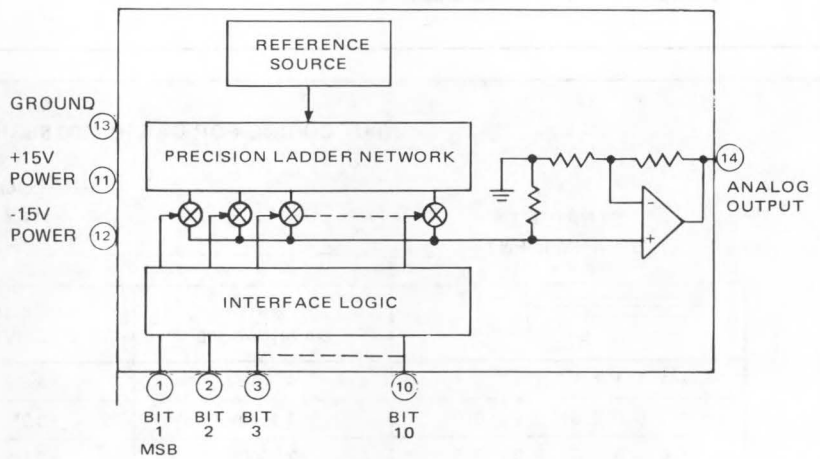 REFERENCE
SOURCE
GROUND
13
PRECISION LADDER NETWORK
+15V
POWER
11
-15V
POWER
12
14
ANALOG
OUTPUT
-
+
INTERFACE LOGIC
1
2
3
10
BIT
1
MSB
BIT
2
BIT
3
BIT
10